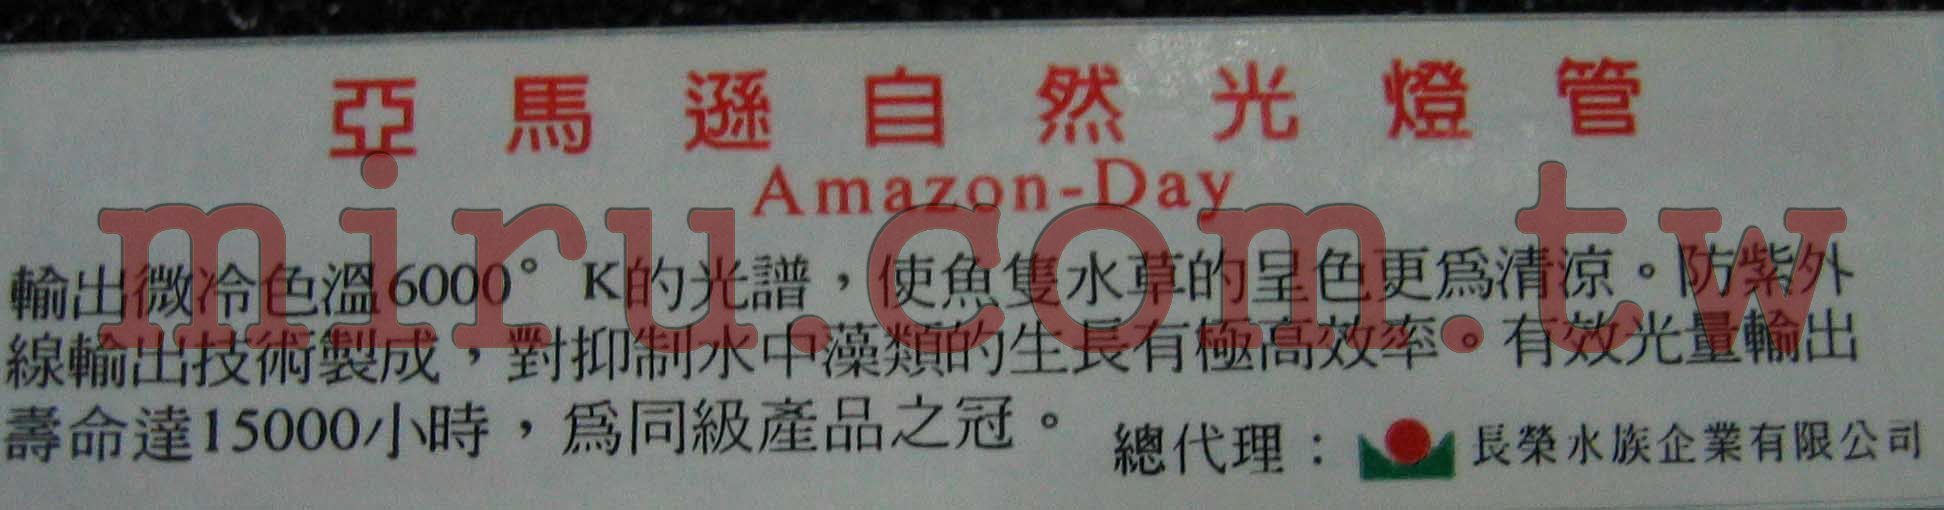 亞馬遜自然光燈管
Amazon-Day
miru.com.tw
輸出微冷色溫6000°K的光譜，使魚隻水草的呈色更為清涼。防紫外
線輸出技術製成，對抑制水中藻類的生長有極高效率。有效光量輸出
壽命達15000小時，為同級產品之冠。
總代理：長榮水族企業有限公司